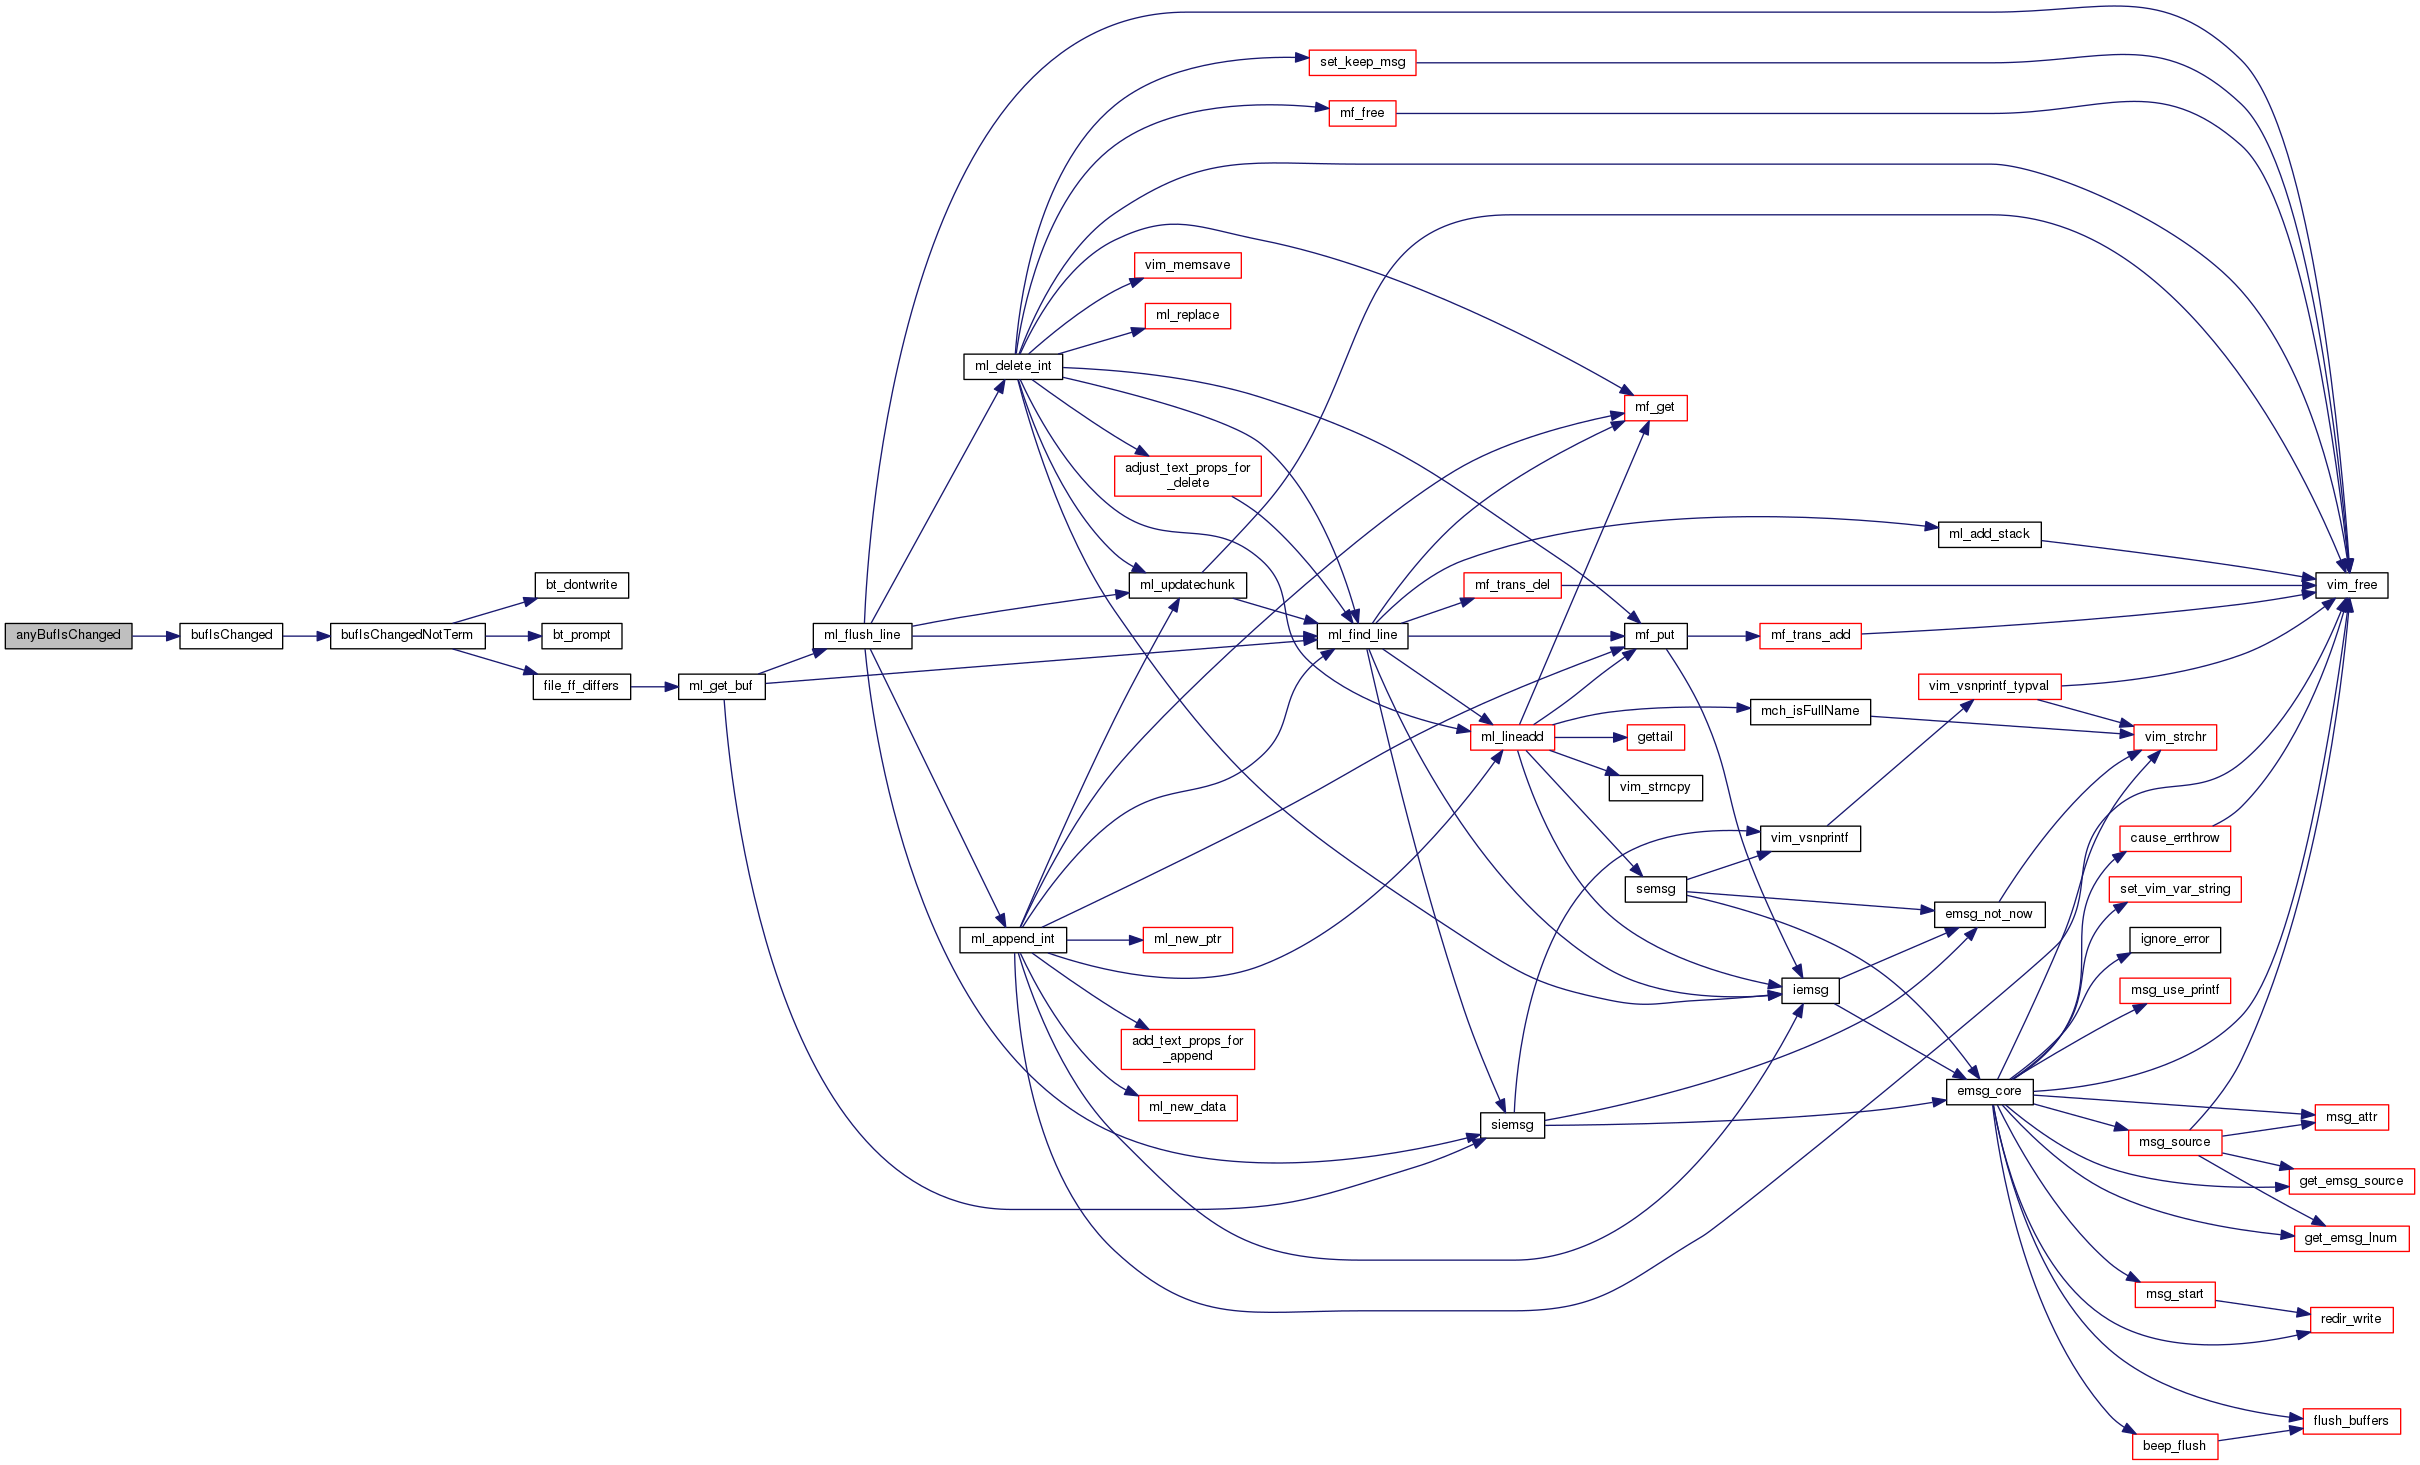 anyBufIsChanged
bufIsChanged
bufIsChangedNotTerm
bt_dontwrite
bt_prompt
file_ff_differs
ml_get_buf
ml_flush_line
ml_delete_int
ml_append_int
set_keep_msg
mf_free
vim_memsave
ml_replace
adjust_text_props_for
_delete
ml_updatechunk
ml_new_ptr
add_text_props_for
_append
ml_new_data
ml_find_line
mf_trans_del
ml_lineadd
siemsg
mf_get
mf_put
gettail
vim_strncpy
semsg
mf_trans_add
mch_isFullName
vim_vsnprintf
iemsg
ml_add_stack
vim_vsnprintf_typval
emsg_not_now
emsg_core
vim_free
vim_strchr
cause_errthrow
set_vim_var_string
ignore_error
msg_use_printf
msg_attr
msg_source
get_emsg_source
get_emsg_lnum
msg_start
redir_write
flush_buffers
beep_flush